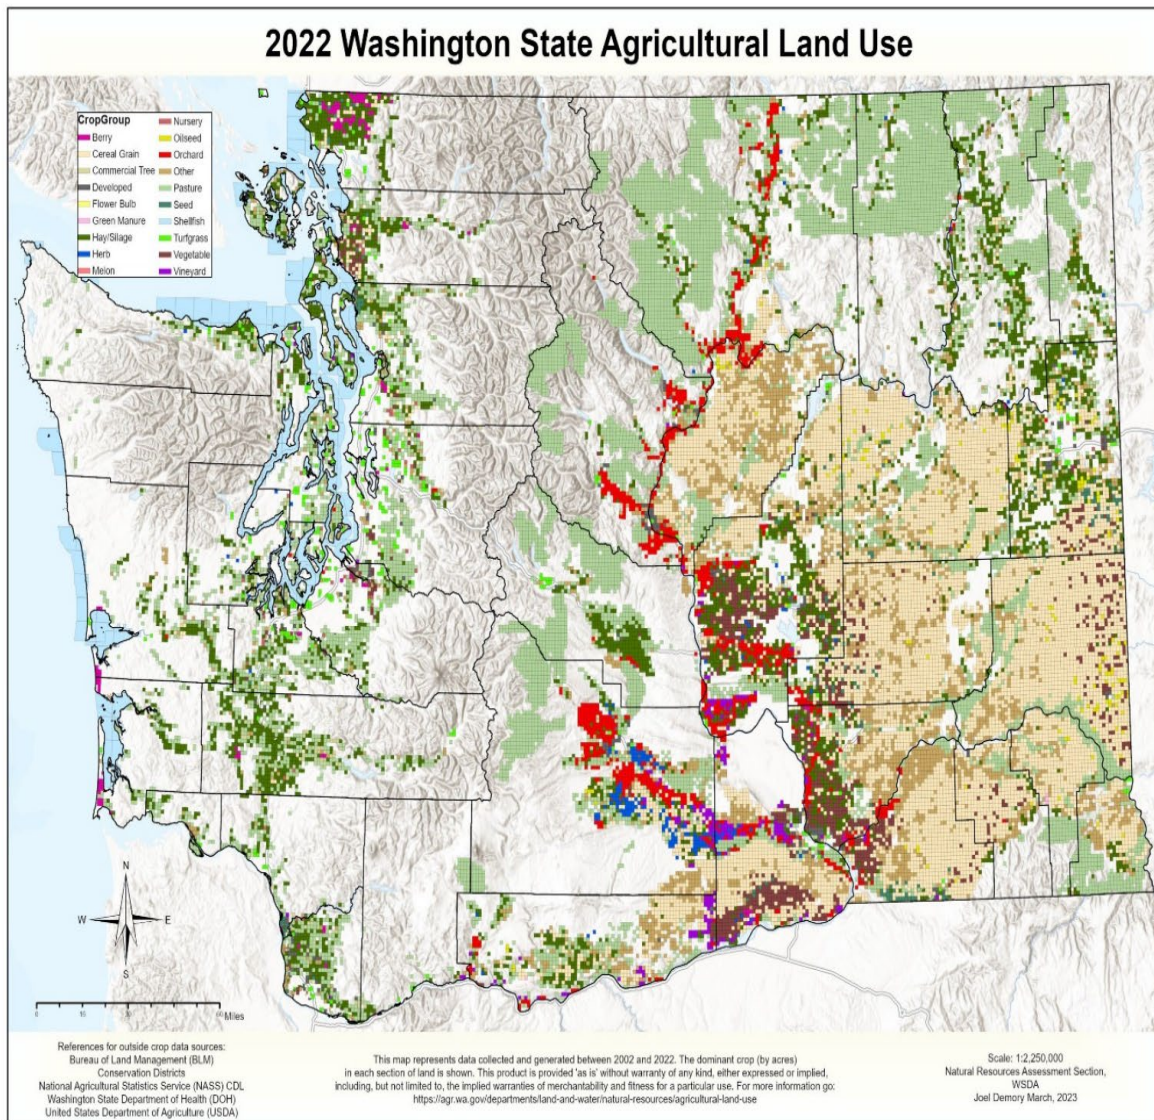 2022 Washington State Agricultural Land Use
CropGroup
Berry
Cereal Grain
Commercial Tree
Developed
Flower Bulb
Green Manure
Hay/Silage
Herb
Melon
Nursery
Oilseed
Orchard
Other
Pasture
Seed
Shellfish
Turfgrass
Vegetable
Vineyard
N
W E
S
0 15 30 60 Miles
References for outside crop data sources:
Bureau of Land Management (BLM)
Conservation Districts
National Agricultural Statistics Service (NASS) CDL
Washington State Department of Health (DOH)
United States Department of Agriculture (USDA)
This map represents data collected and generated between 2002 and 2022. The dominant crop (by acres)
in each section of land is shown. This product is provided 'as is' without warranty of any kind, either expressed or implied,
including, but not limited to, the implied warranties of merchantability and fitness for a particular use. For more information go:
https://agr.wa.gov/departments/land-and-water/natural-resources/agricultural-land-use
Scale: 1:2,250,000
Natural Resources Assessment Section,
WSDA
Joel Demory March, 2023